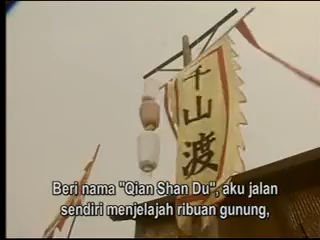 千山渡
Beri nama "Qian Shan Du", aku jalan
sendiri menjelajah ribuan gunung,